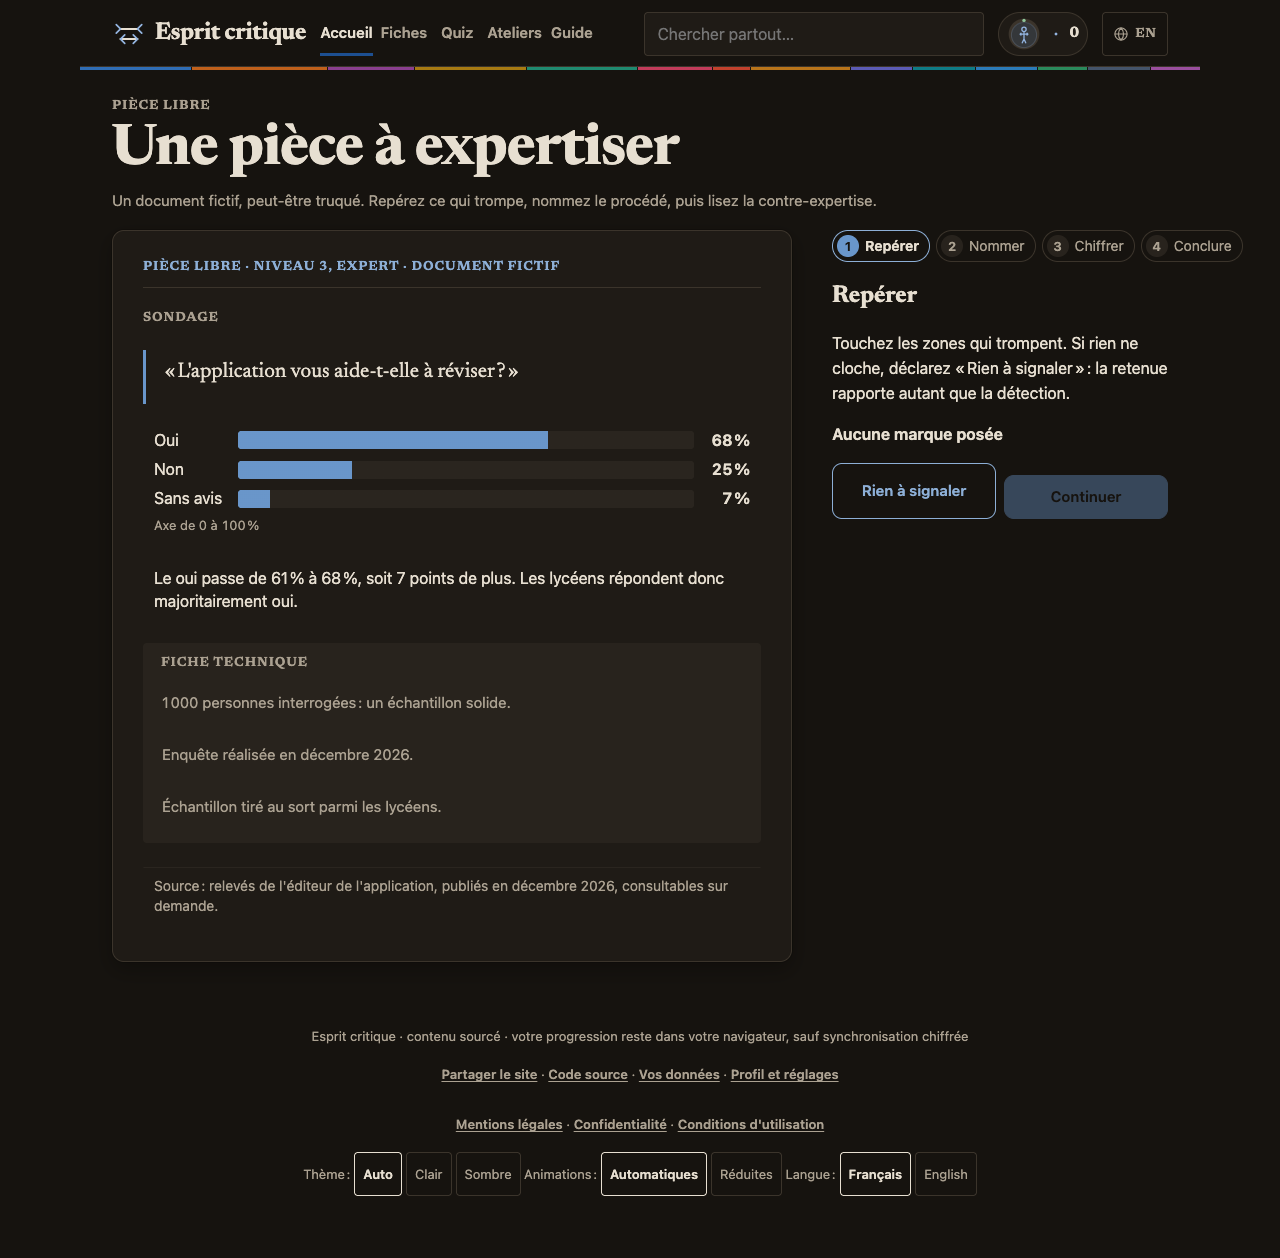 Esprit critique
Accueil Fiches Quiz Ateliers Guide
Chercher partout...
· 0
EN
PIÈCE LIBRE
Une pièce à expertiser
Un document fictif, peut-être truqué. Repérez ce qui trompe, nommez le procédé, puis lisez la contre-expertise.
PIÈCE LIBRE · NIVEAU 3, EXPERT · DOCUMENT FICTIF
SONDAGE
« L'application vous aide-t-elle à réviser ? »
Oui 68 %
Non 25 %
Sans avis 7 %
Axe de 0 à 100 %
Le oui passe de 61 % à 68 %, soit 7 points de plus. Les lycéens répondent donc
majoritairement oui.
FICHE TECHNIQUE
1000 personnes interrogées : un échantillon solide.
Enquête réalisée en décembre 2026.
Échantillon tiré au sort parmi les lycéens.
Source : relevés de l'éditeur de l'application, publiés en décembre 2026, consultables sur
demande.
1 Repérer 2 Nommer 3 Chiffrer 4 Conclure
Repérer
Touchez les zones qui trompent. Si rien ne
cloche, déclarez « Rien à signaler » : la retenue
rapporte autant que la détection.
Aucune marque posée
Rien à signaler Continuer
Esprit critique · contenu sourcé · votre progression reste dans votre navigateur, sauf synchronisation chiffrée
Partager le site · Code source · Vos données · Profil et réglages
Mentions légales · Confidentialité · Conditions d'utilisation
Thème : Auto Clair Sombre Animations : Automatiques Réduites Langue : Français English